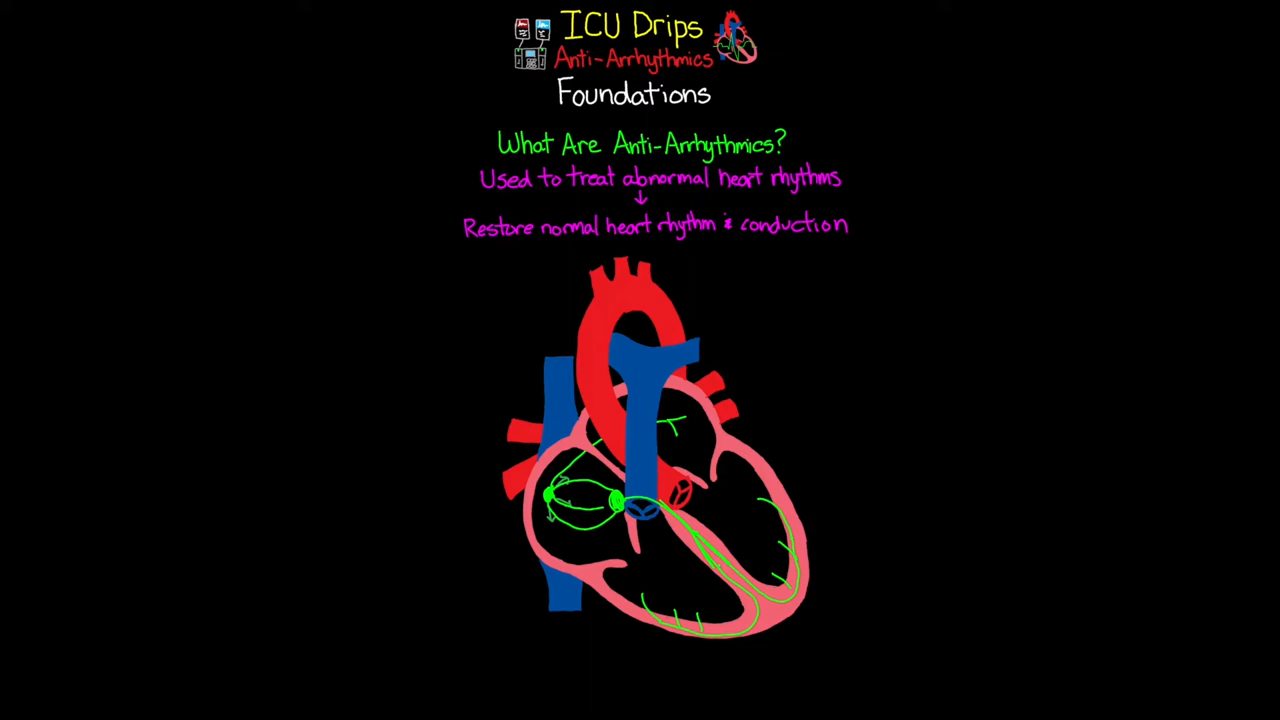 ICU Drips
Anti-Arrhythmics
Foundations
What Are Anti-Arrhythmics?
Used to treat abnormal heart rhythms
↓
Restore normal heart rhythm & conduction